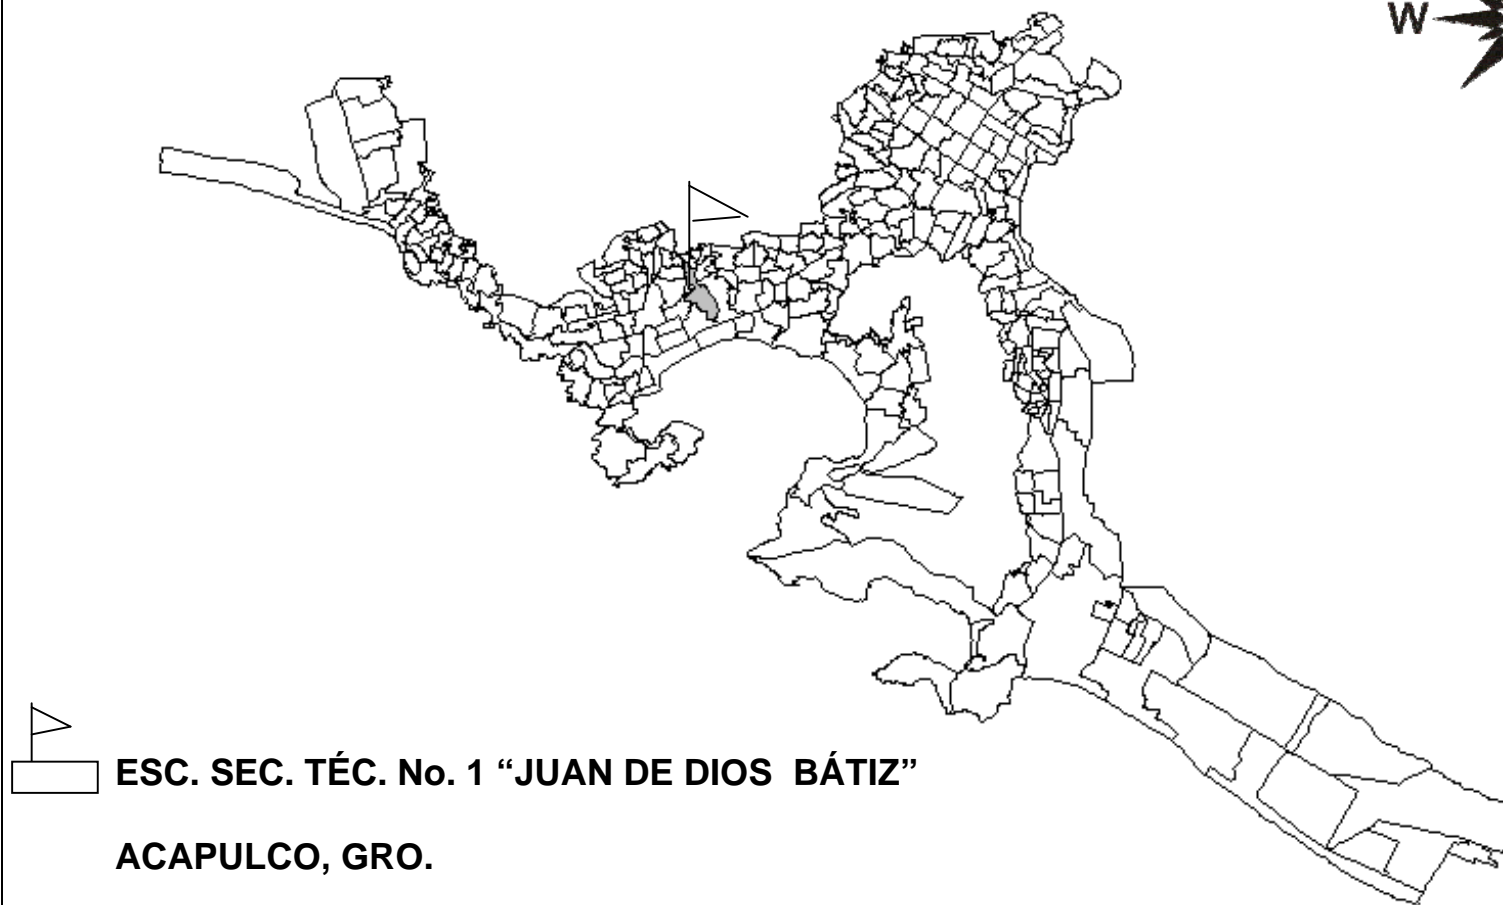 W
ESC. SEC. TÉC. No. 1 “JUAN DE DIOS BÁTIZ”
ACAPULCO, GRO.